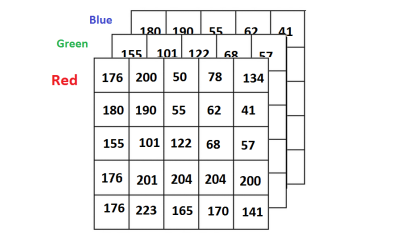 Blue
180 190 55 62 41
Green
155 101 122 68 57
Red
176 200 50 78 134
180 190 55 62 41
155 101 122 68 57
176 201 204 204 200
176 223 165 170 141